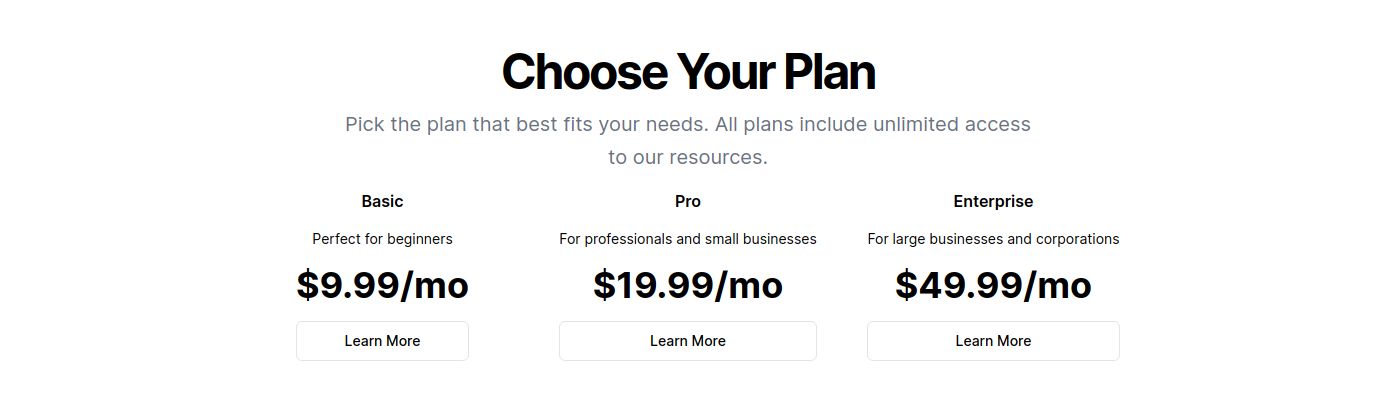 Choose Your Plan
Pick the plan that best fits your needs. All plans include unlimited access
to our resources.
Basic
Perfect for beginners
$9.99/mo
Learn More
Pro
For professionals and small businesses
$19.99/mo
Learn More
Enterprise
For large businesses and corporations
$49.99/mo
Learn More